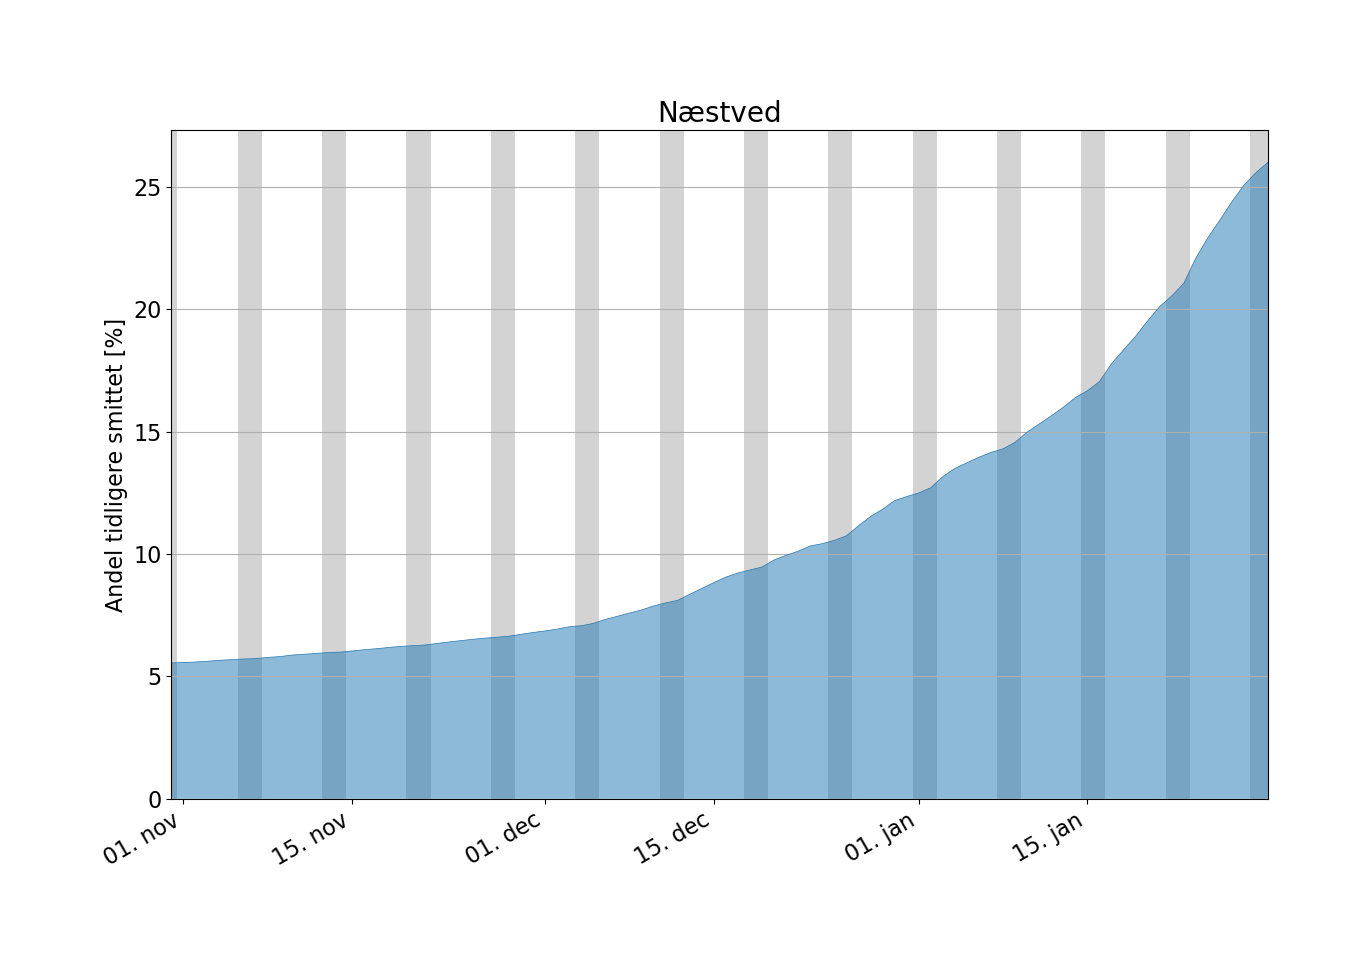 Næstved
Andel tidligere smittet [%]
25
20
15
10
5
0
01. nov
15. nov
01. dec
15. dec
01. jan
15. jan